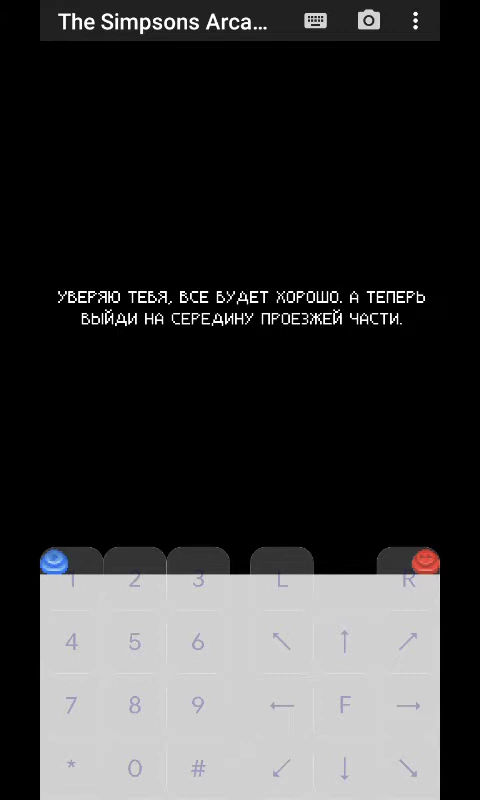 The Simpsons Arca...
УВЕРЯЮ ТЕБЯ, ВСЕ БУДЕТ ХОРОШО. А ТЕПЕРЬ
ВЫЙДИ НА СЕРЕДИНУ ПРОЕЗЖЕЙ ЧАСТИ.
1 2 3 L R
4 5 6 ↖ ↑ ↗
7 8 9 ← F →
* 0 # ↙ ↓ ↘